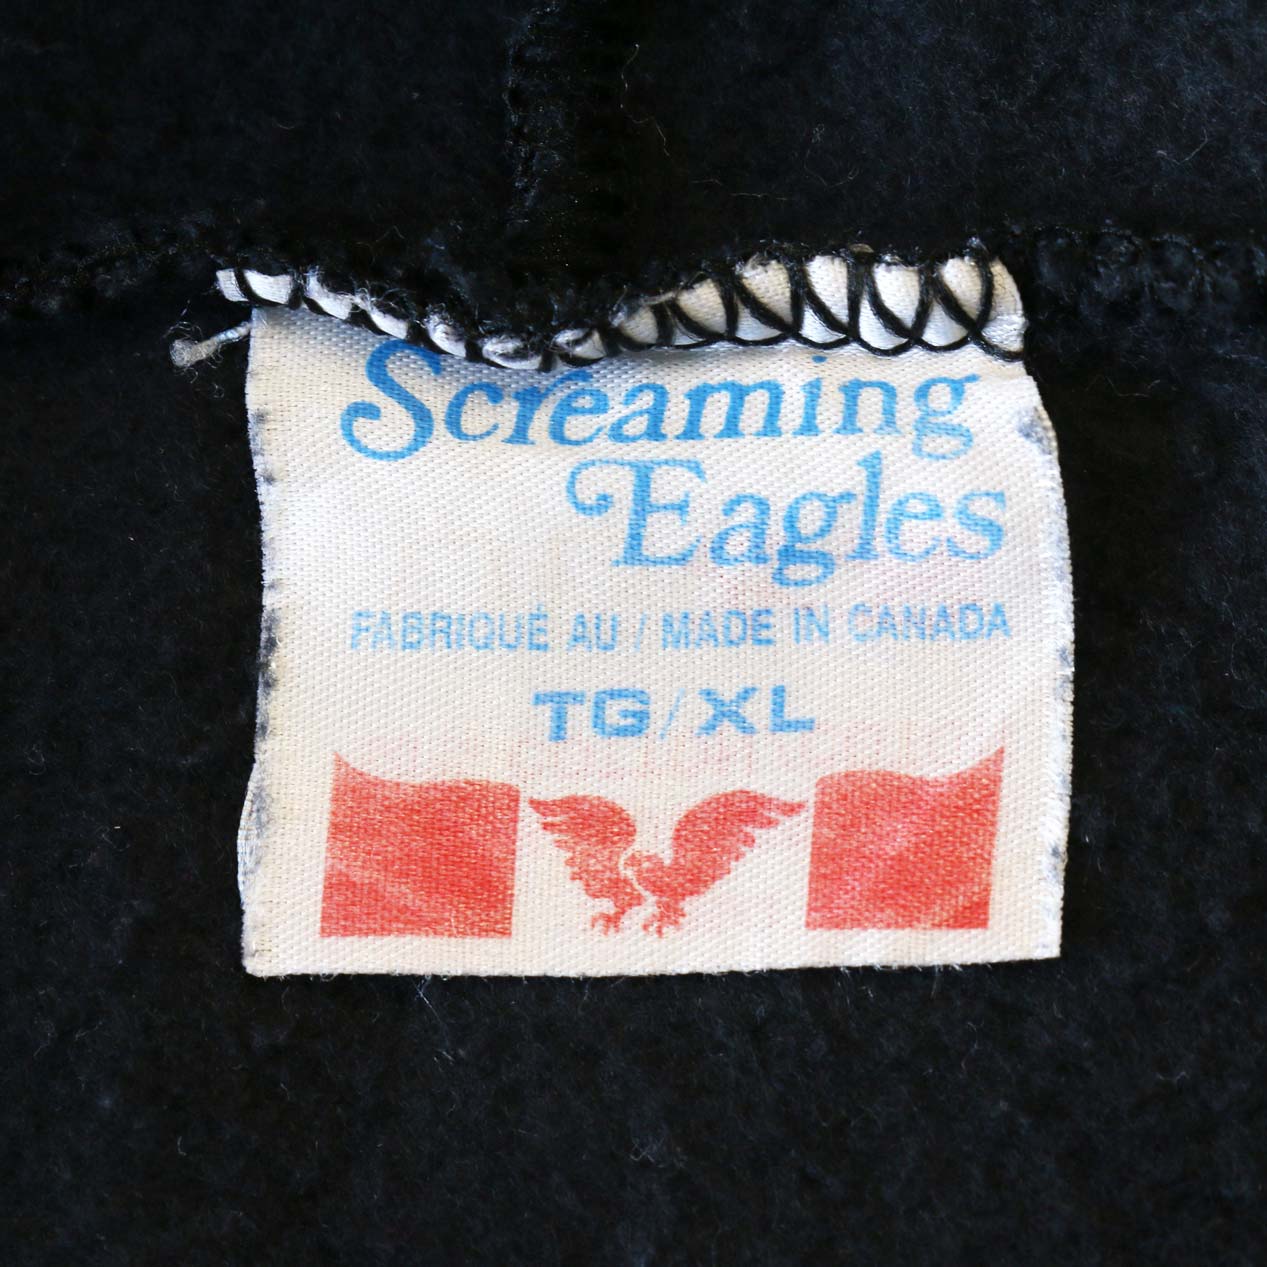 Screaming
Eagles
FABRIQUÉ AU / MADE IN CANADA
TG/XL